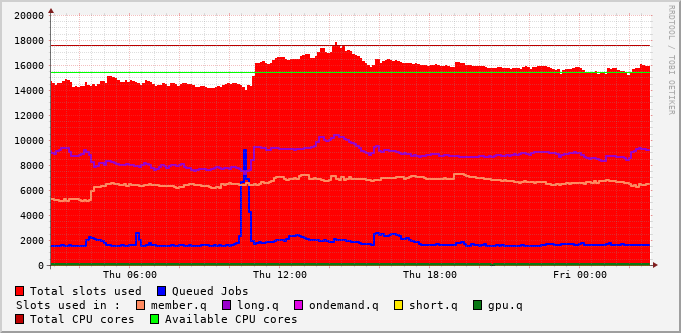 20000
18000
16000
14000
12000
10000
8000
6000
4000
2000
0
Thu 06:00 Thu 12:00 Thu 18:00 Fri 00:00
Total slots used Queued Jobs
Slots used in : member.q long.q ondemand.q short.q gpu.q
Total CPU cores Available CPU cores
RRDTOOL / TOBI OETIKER